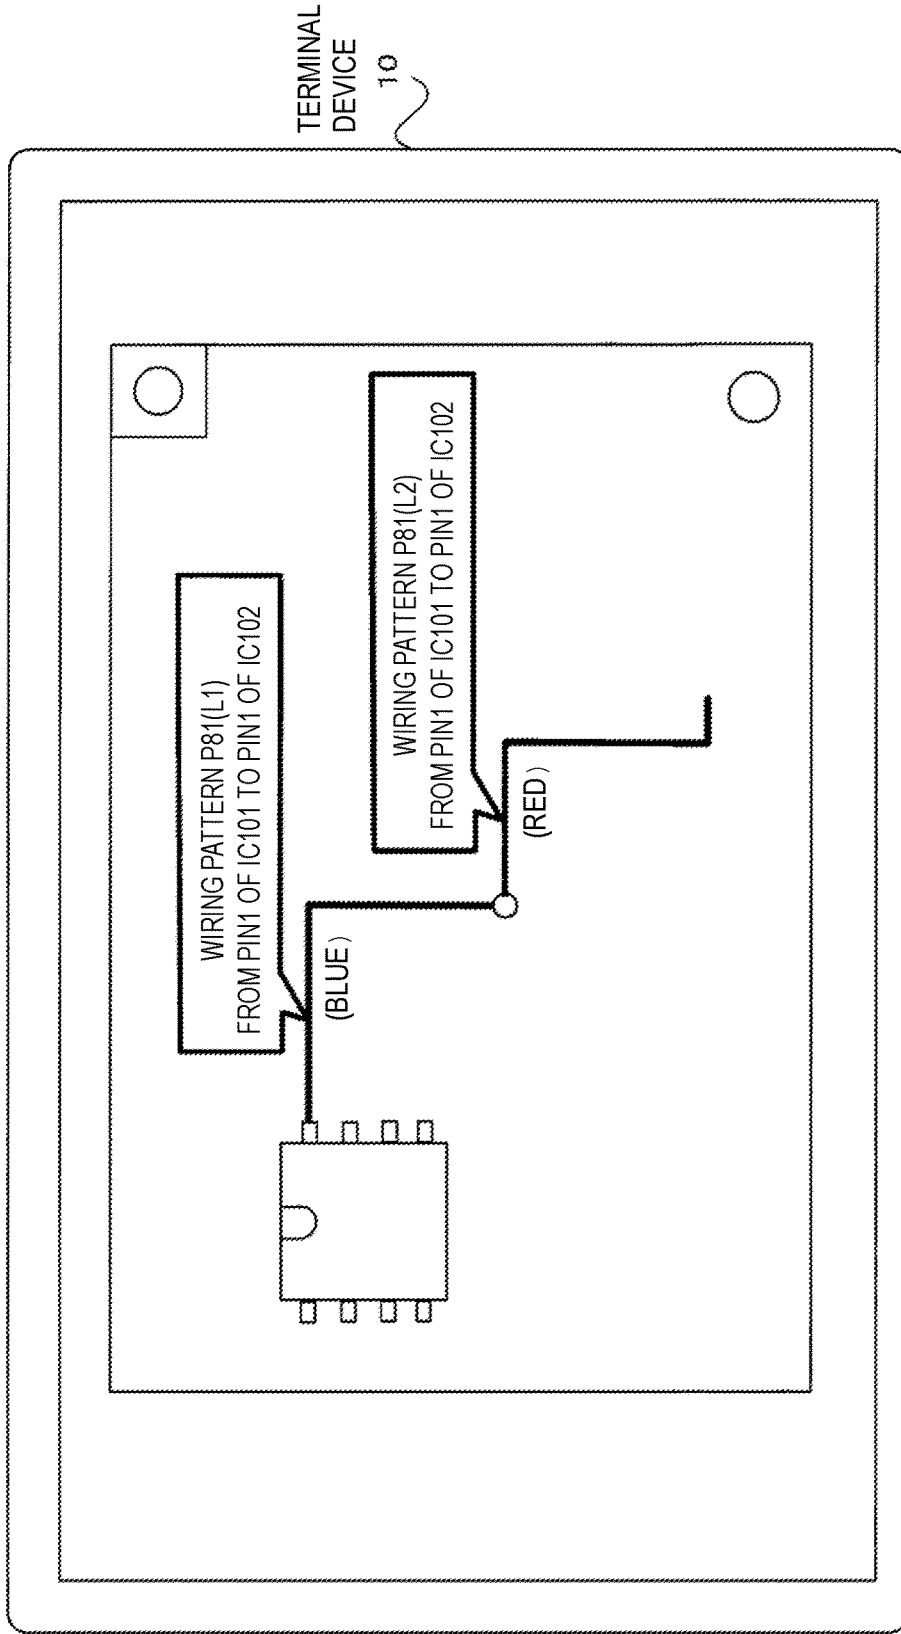 TERMINAL
DEVICE
10
WIRING PATTERN P81(L1)
FROM PIN1 OF IC101 TO PIN1 OF IC102
(BLUE)
WIRING PATTERN P81(L2)
FROM PIN1 OF IC101 TO PIN1 OF IC102
(RED)